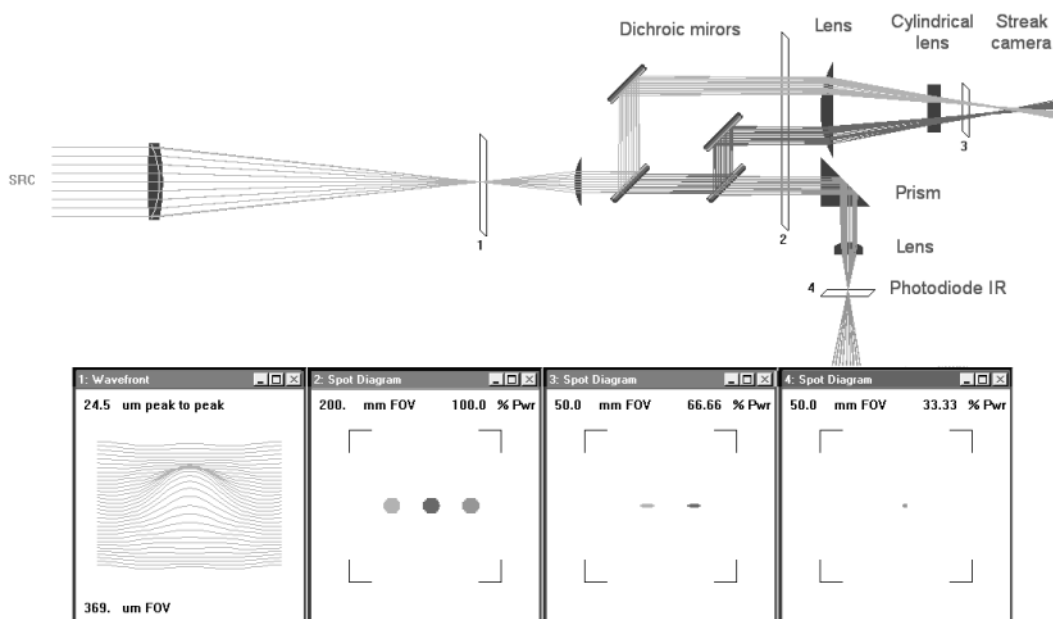 Dichroic mirors
Lens
Cylindrical
lens
Streak
camera
SRC
1
2
3
Prism
Lens
4
Photodiode IR
1: Wavefront
24.5 um peak to peak
369. um FOV
2: Spot Diagram
200. mm FOV 100.0 % Pwr
3: Spot Diagram
50.0 mm FOV 66.66 % Pwr
4: Spot Diagram
50.0 mm FOV 33.33 % Pwr